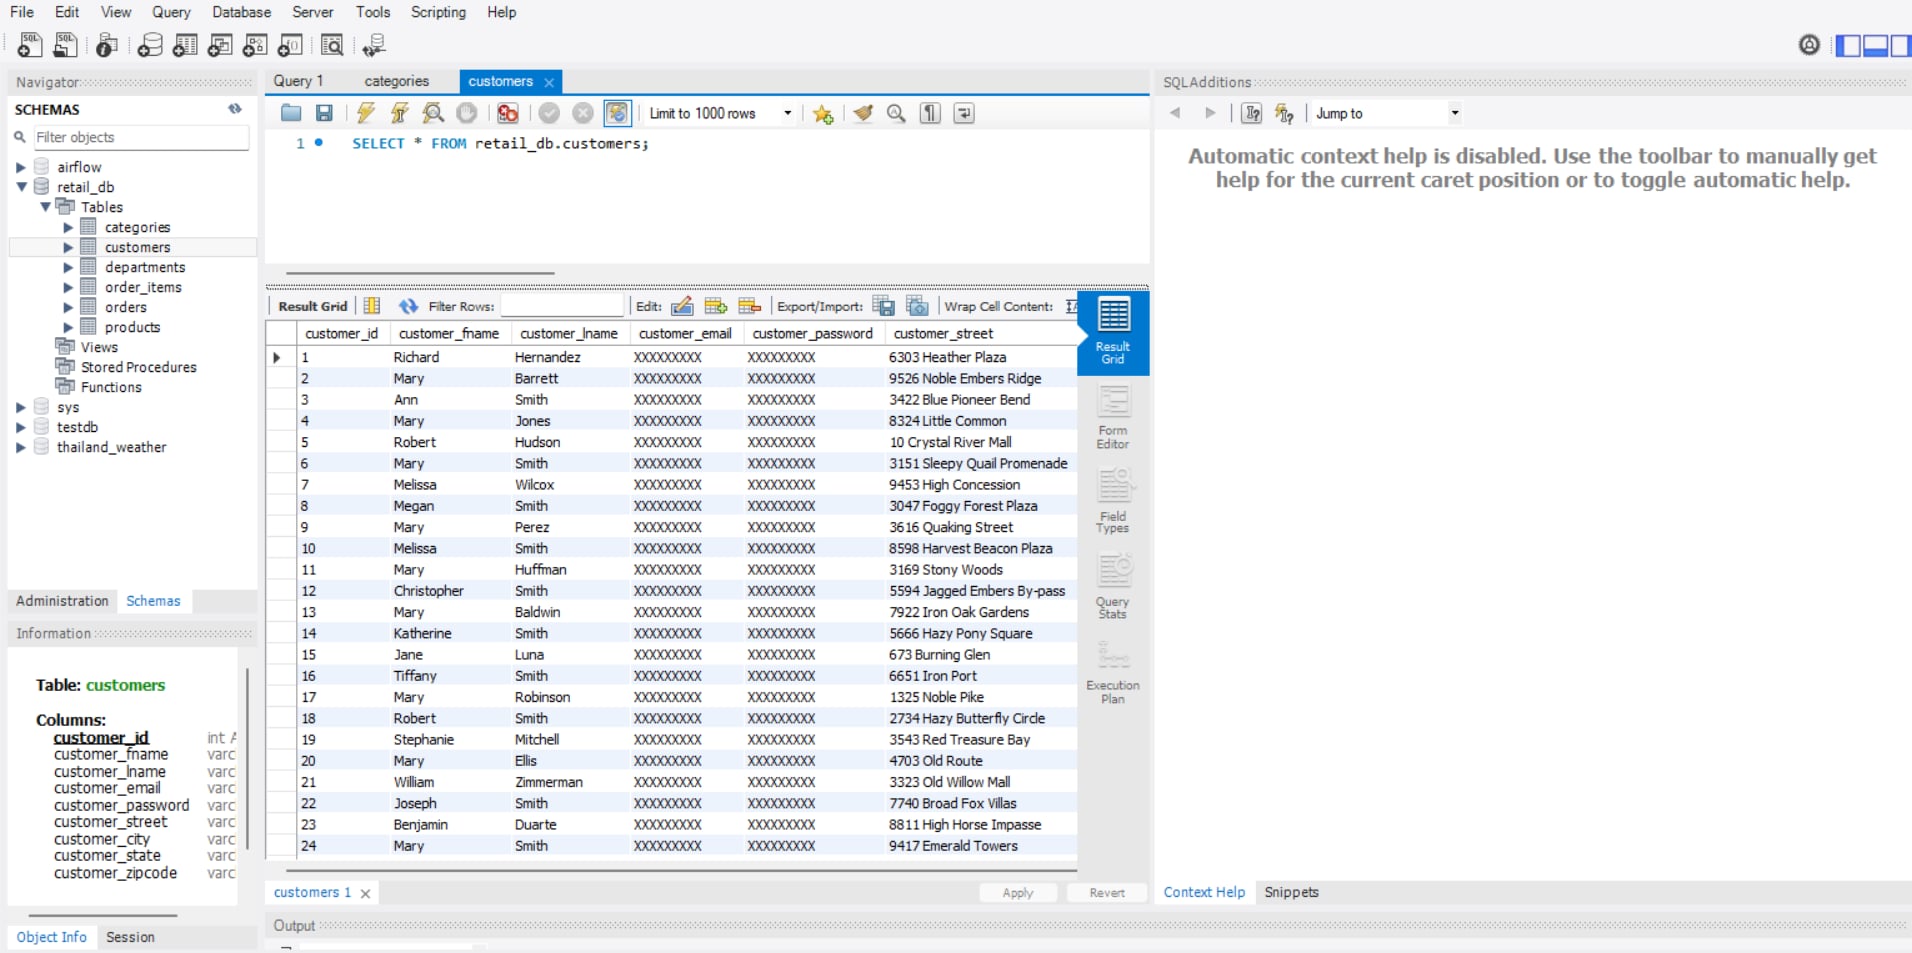 File Edit View Query Database Server Tools Scripting Help
Navigator
SCHEMAS
Filter objects
airflow
retail_db
Tables
categories
customers
departments
order_items
orders
products
Views
Stored Procedures
Functions
sys
testdb
thailand_weather
Administration Schemas
Information
Table: customers
Columns:
customer_id int A
customer_fname varc
customer_lname varc
customer_email varc
customer_password varc
customer_street varc
customer_city varc
customer_state varc
customer_zipcode varc
Object Info Session
Query 1 categories customers
Limit to 1000 rows
1 SELECT * FROM retail_db.customers;
Result Grid Filter Rows: Edit: Export/Import: Wrap Cell Content:
customer_id customer_fname customer_lname customer_email customer_password customer_street
1 Richard Hernandez XXXXXXXXX XXXXXXXXX 6303 Heather Plaza
2 Mary Barrett XXXXXXXXX XXXXXXXXX 9526 Noble Embers Ridge
3 Ann Smith XXXXXXXXX XXXXXXXXX 3422 Blue Pioneer Bend
4 Mary Jones XXXXXXXXX XXXXXXXXX 8324 Little Common
5 Robert Hudson XXXXXXXXX XXXXXXXXX 10 Crystal River Mall
6 Mary Smith XXXXXXXXX XXXXXXXXX 3151 Sleepy Quail Promenade
7 Melissa Wilcox XXXXXXXXX XXXXXXXXX 9453 High Concession
8 Megan Smith XXXXXXXXX XXXXXXXXX 3047 Foggy Forest Plaza
9 Mary Perez XXXXXXXXX XXXXXXXXX 3616 Quaking Street
10 Melissa Smith XXXXXXXXX XXXXXXXXX 8598 Harvest Beacon Plaza
11 Mary Huffman XXXXXXXXX XXXXXXXXX 3169 Stony Woods
12 Christopher Smith XXXXXXXXX XXXXXXXXX 5594 Jagged Embers By-pass
13 Mary Baldwin XXXXXXXXX XXXXXXXXX 7922 Iron Oak Gardens
14 Katherine Smith XXXXXXXXX XXXXXXXXX 5666 Hazy Pony Square
15 Jane Luna XXXXXXXXX XXXXXXXXX 673 Burning Glen
16 Tiffany Smith XXXXXXXXX XXXXXXXXX 6651 Iron Port
17 Mary Robinson XXXXXXXXX XXXXXXXXX 1325 Noble Pike
18 Robert Smith XXXXXXXXX XXXXXXXXX 2734 Hazy Butterfly Circle
19 Stephanie Mitchell XXXXXXXXX XXXXXXXXX 3543 Red Treasure Bay
20 Mary Ellis XXXXXXXXX XXXXXXXXX 4703 Old Route
21 William Zimmerman XXXXXXXXX XXXXXXXXX 3323 Old Willow Mall
22 Joseph Smith XXXXXXXXX XXXXXXXXX 7740 Broad Fox Villas
23 Benjamin Duarte XXXXXXXXX XXXXXXXXX 8811 High Horse Impasse
24 Mary Smith XXXXXXXXX XXXXXXXXX 9417 Emerald Towers
Result
Grid
Form
Editor
Field
Types
Query
Stats
Execution
Plan
customers 1 Apply Revert
Output
SQLAdditions
Jump to
Automatic context help is disabled. Use the toolbar to manually get
help for the current caret position or to toggle automatic help.
Context Help Snippets